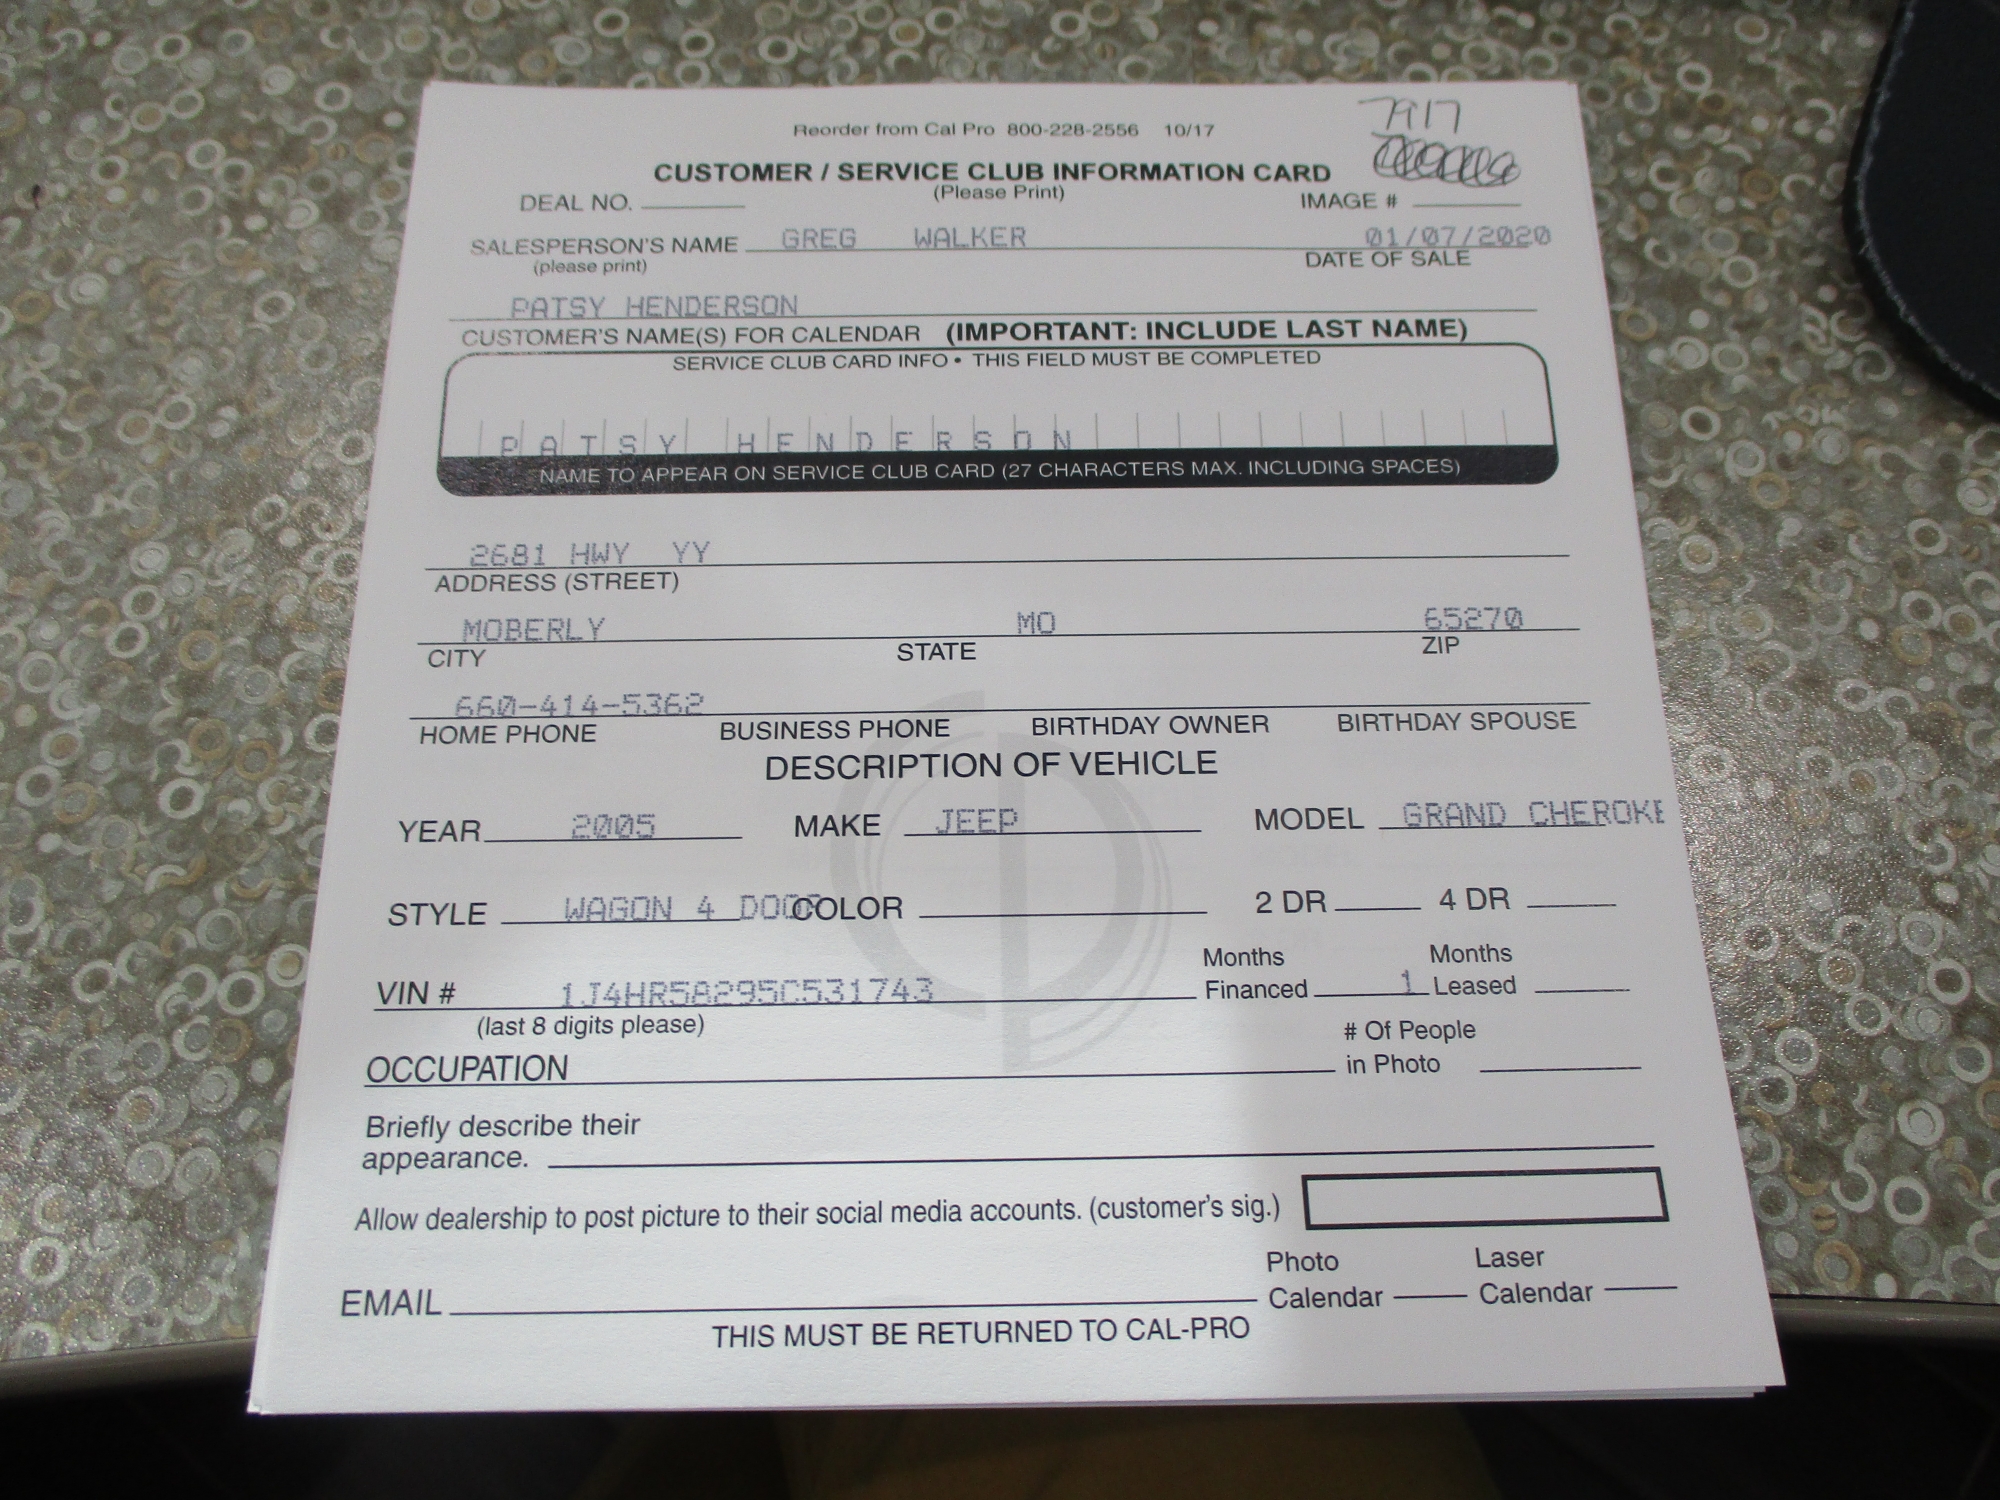 7917
Reorder from Cal Pro 800-228-2556 10/17
CUSTOMER / SERVICE CLUB INFORMATION CARD
(Please Print)
DEAL NO. IMAGE #
SALESPERSON'S NAME GREG WALKER 01/07/2020
(please print) DATE OF SALE
PATSY HENDERSON
CUSTOMER'S NAME(S) FOR CALENDAR (IMPORTANT: INCLUDE LAST NAME)
SERVICE CLUB CARD INFO • THIS FIELD MUST BE COMPLETED
PATSY HENDERSON
NAME TO APPEAR ON SERVICE CLUB CARD (27 CHARACTERS MAX. INCLUDING SPACES)
2681 HWY YY
ADDRESS (STREET)
MOBERLY MO 65270
CITY STATE ZIP
660-414-5362
HOME PHONE BUSINESS PHONE BIRTHDAY OWNER BIRTHDAY SPOUSE
DESCRIPTION OF VEHICLE
YEAR 2005 MAKE JEEP MODEL GRAND CHEROKE
STYLE WAGON 4 DOOR COLOR 2 DR 4 DR
Months Months
VIN # 1J4HR58295C531743 Financed 1 Leased
(last 8 digits please) # Of People
OCCUPATION in Photo
Briefly describe their
appearance.
Allow dealership to post picture to their social media accounts. (customer's sig.)
Photo Laser
EMAIL Calendar Calendar
THIS MUST BE RETURNED TO CAL-PRO